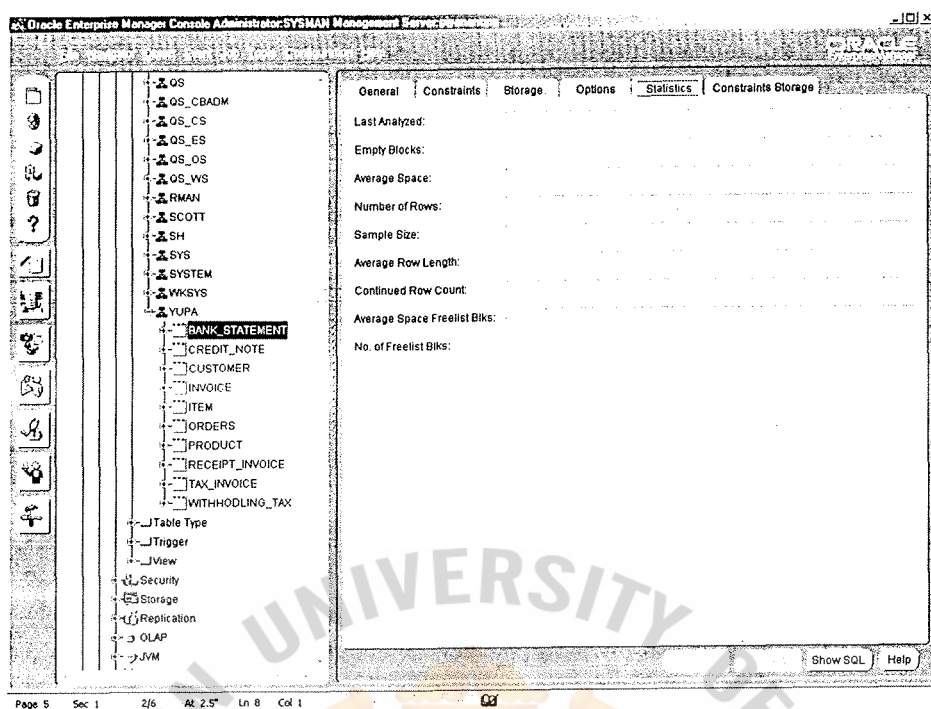 Oracle Enterprise Manager Console Administrator:SYSMAN Management Server:
ORACLE
QS
QS_CBADM
QS_CS
QS_ES
QS_OS
QS_WS
RMAN
SCOTT
SH
SYS
SYSTEM
WKSYS
YUPA
BANK_STATEMENT
CREDIT_NOTE
CUSTOMER
INVOICE
ITEM
ORDERS
PRODUCT
RECEIPT_INVOICE
TAX_INVOICE
WITHHODLING_TAX
Table Type
Trigger
View
Security
Storage
Replication
OLAP
JVM
General Constraints Storage Options Statistics Constraints Storage
Last Analyzed:
Empty Blocks:
Average Space:
Number of Rows:
Sample Size:
Average Row Length:
Continued Row Count:
Average Space Freelist Blks:
No. of Freelist Blks:
Show SQL Help
Page 5 Sec 1 2/6 At 2.5" Ln 8 Col 1
UNIVERSITY